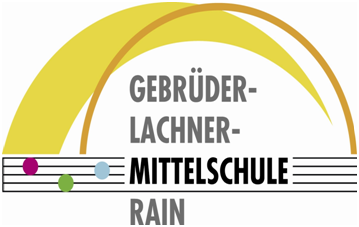 GEBRÜDER-
LACHNER-
MITTELSCHULE
RAIN